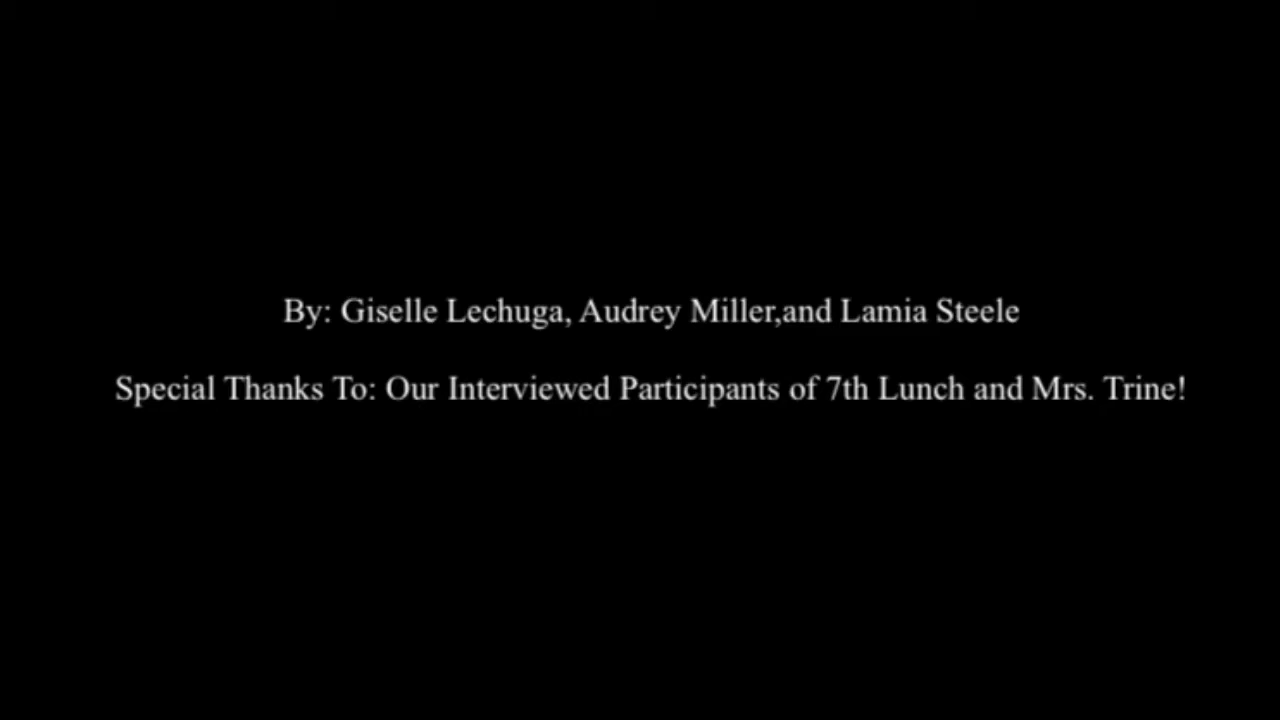 By: Giselle Lechuga, Audrey Miller,and Lamia Steele
Special Thanks To: Our Interviewed Participants of 7th Lunch and Mrs. Trine!